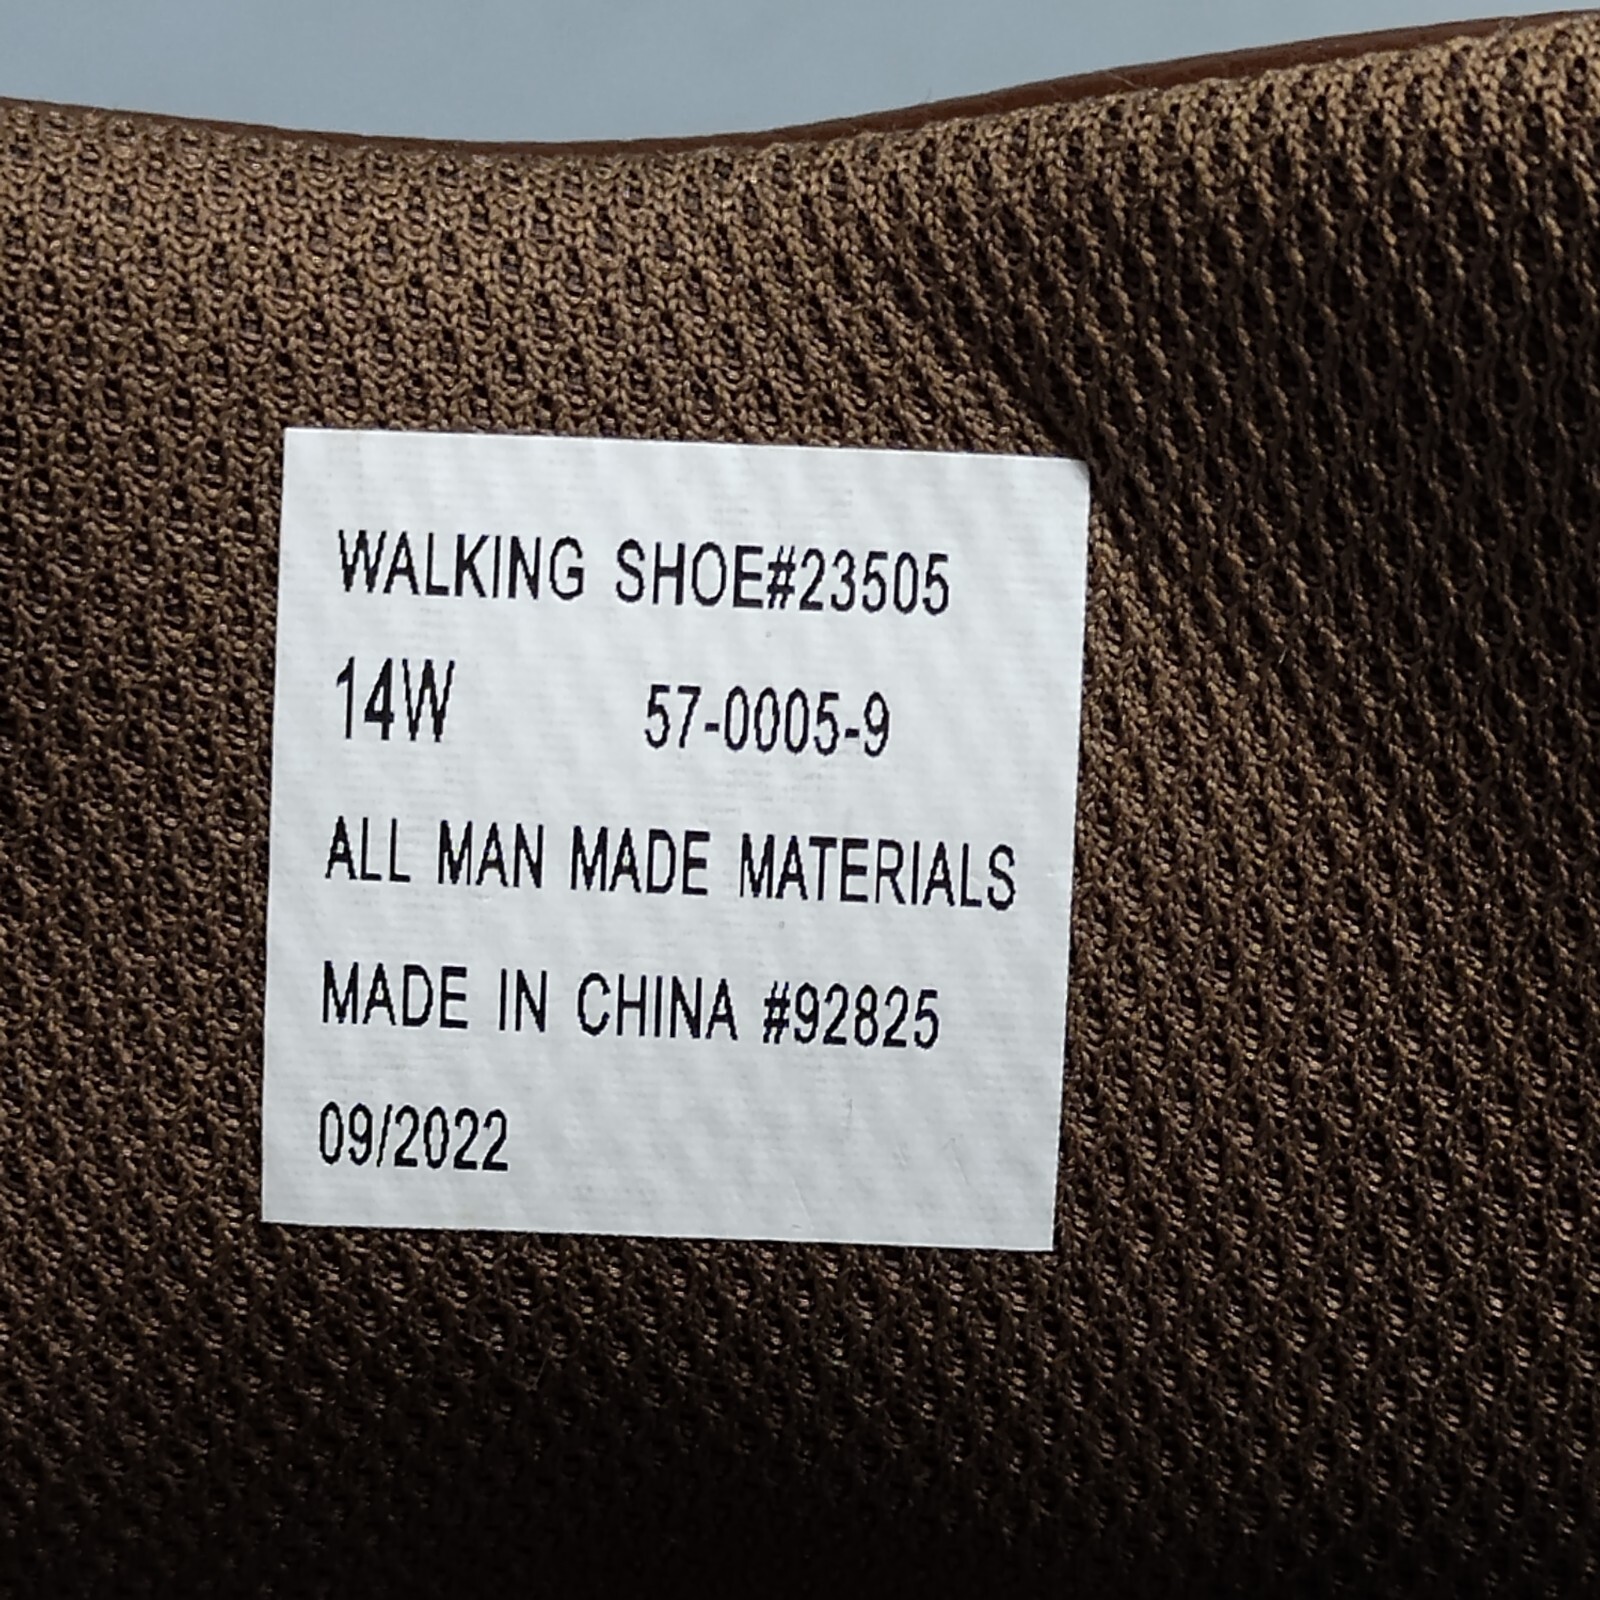 WALKING SHOE#23505
14W 57-0005-9
ALL MAN MADE MATERIALS
MADE IN CHINA #92825
09/2022